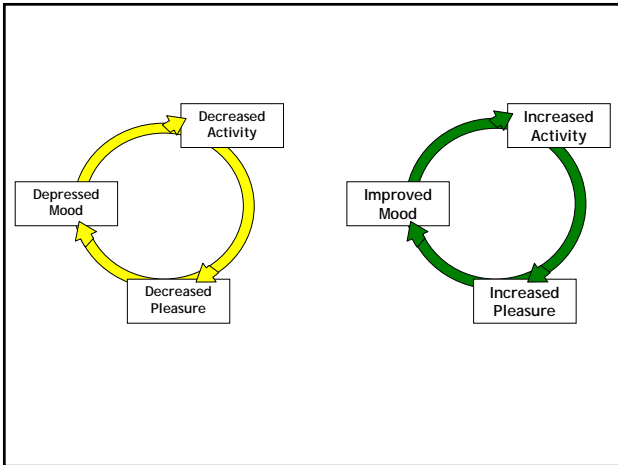 Decreased
Activity
Depressed
Mood
Decreased
Pleasure
Increased
Activity
Improved
Mood
Increased
Pleasure